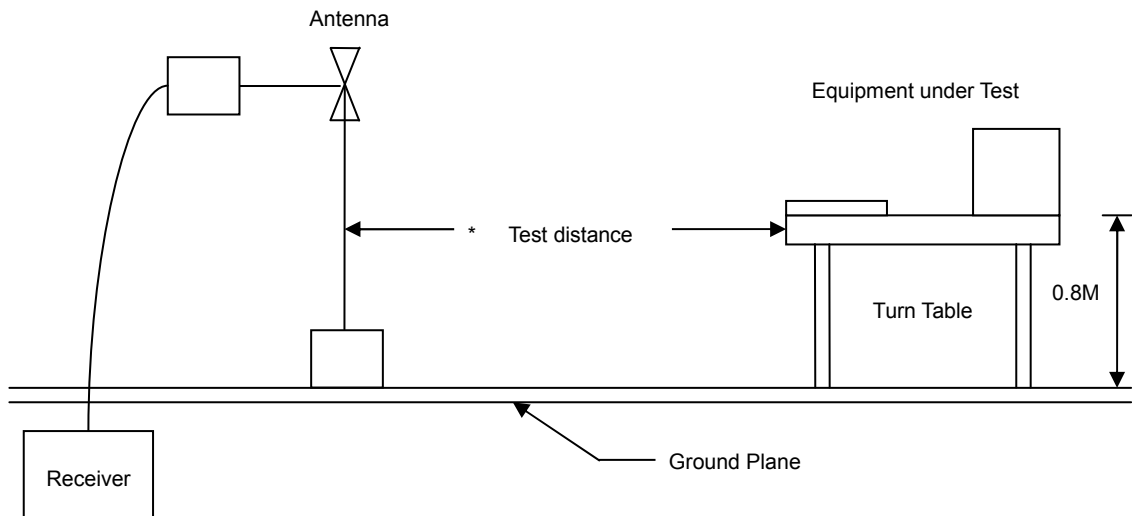 Antenna
Equipment under Test
* Test distance
0.8M
Turn Table
Ground Plane
Receiver